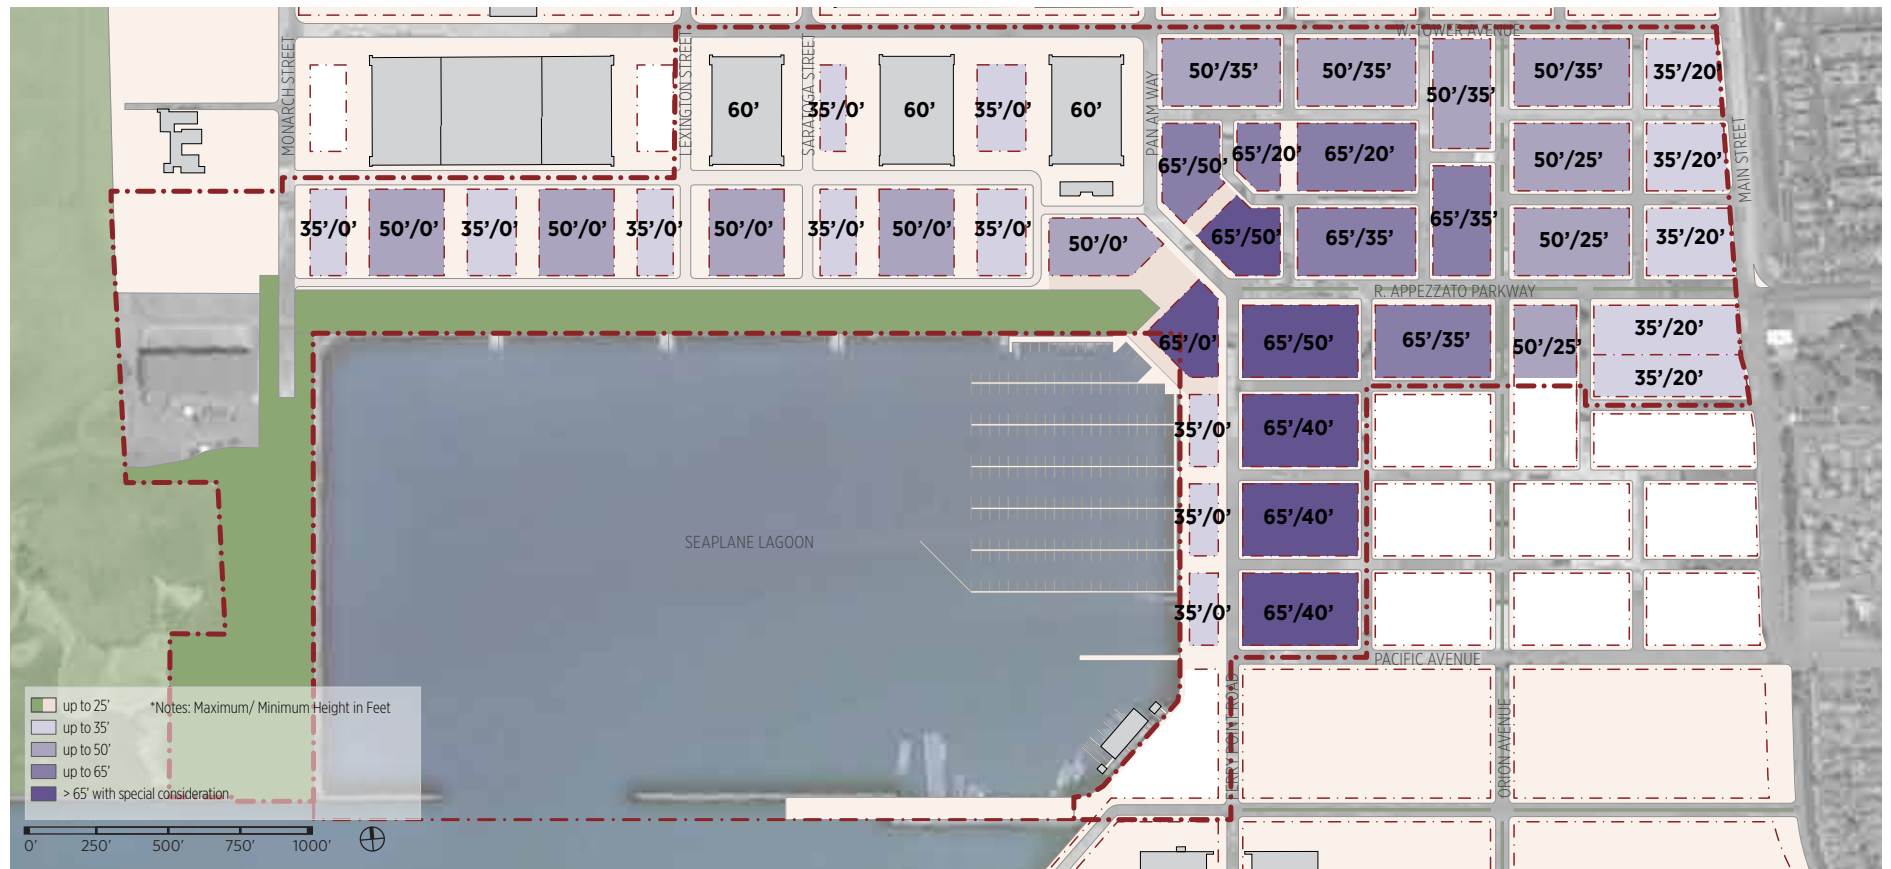 W. TOWER AVENUE
MONARCH STREET
LEXINGTON STREET
SARATOGA STREET
PAN AM WAY
MAIN STREET
50’/35’
50’/35’
50’/35’
50’/35’
35’/20’
60’
35’/0’
60’
35’/0’
60’
65’/50’
65’/20’
65’/20’
50’/25’
35’/20’
35’/0’
50’/0’
35’/0’
50’/0’
35’/0’
50’/0’
35’/0’
50’/0’
35’/0’
50’/0’
65’/50’
65’/35’
65’/35’
50’/25’
35’/20’
R. APPEZZATO PARKWAY
65’/0’
65’/50’
65’/35’
50’/25’
35’/20’
35’/20’
35’/0’
65’/40’
35’/0’
65’/40’
SEAPLANE LAGOON
35’/0’
65’/40’
PACIFIC AVENUE
FERRY POINT ROAD
ORION AVENUE
up to 25’
*Notes: Maximum/ Minimum Height in Feet
up to 35’
up to 50’
up to 65’
> 65’ with special consideration
0’ 250’ 500’ 750’ 1000’